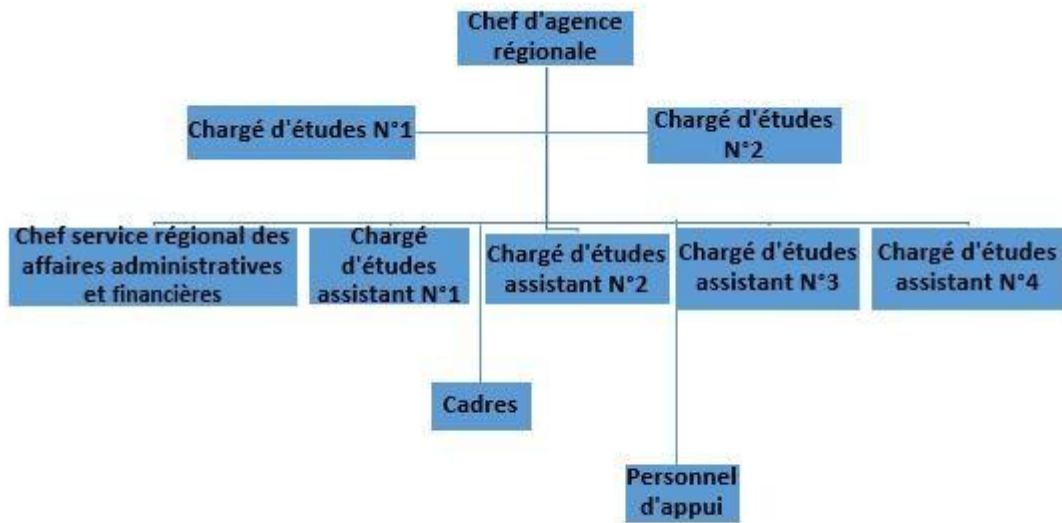 Chef d'agence
régionale
Chargé d'études N°1
Chargé d'études
N°2
Chef service régional des
affaires administratives
et financières
Chargé
d'études
assistant N°1
Chargé d'études
assistant N°2
Chargé d'études
assistant N°3
Chargé d'études
assistant N°4
Cadres
Personnel
d'appui